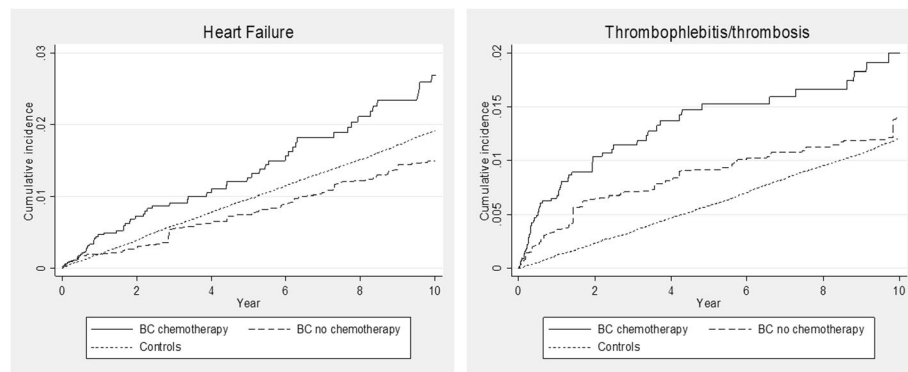 Heart Failure
Cumulative incidence
.03
.02
.01
0
0 2 4 6 8 10
Year
BC chemotherapy BC no chemotherapy
Controls
Thrombophlebitis/thrombosis
Cumulative incidence
.02
.015
.01
.005
0
0 2 4 6 8 10
Year
BC chemotherapy BC no chemotherapy
Controls